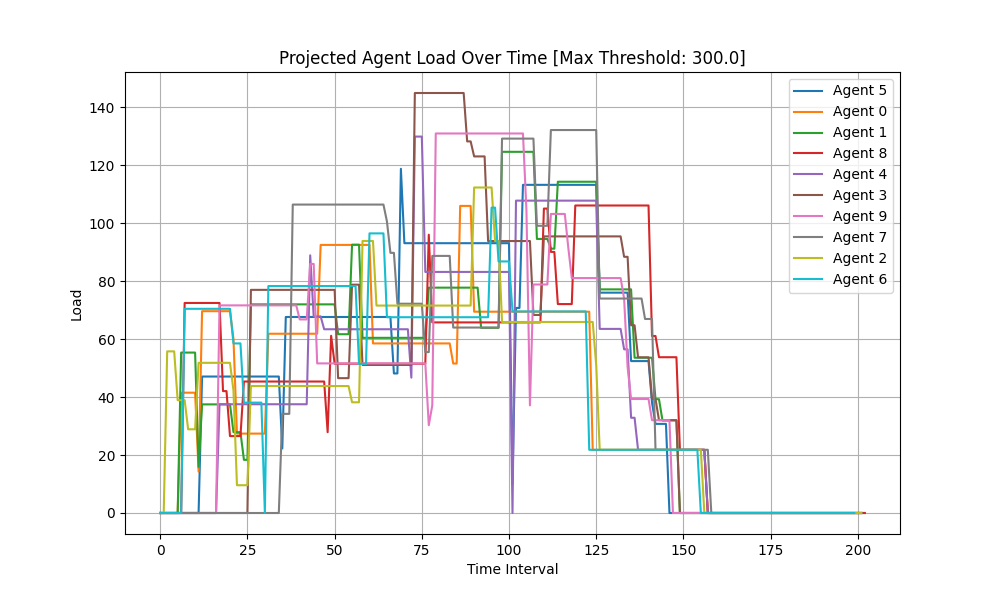 Projected Agent Load Over Time [Max Threshold: 300.0]
Load
140
120
100
80
60
40
20
0
0 25 50 75 100 125 150 175 200
Time Interval
Agent 5
Agent 0
Agent 1
Agent 8
Agent 4
Agent 3
Agent 9
Agent 7
Agent 2
Agent 6